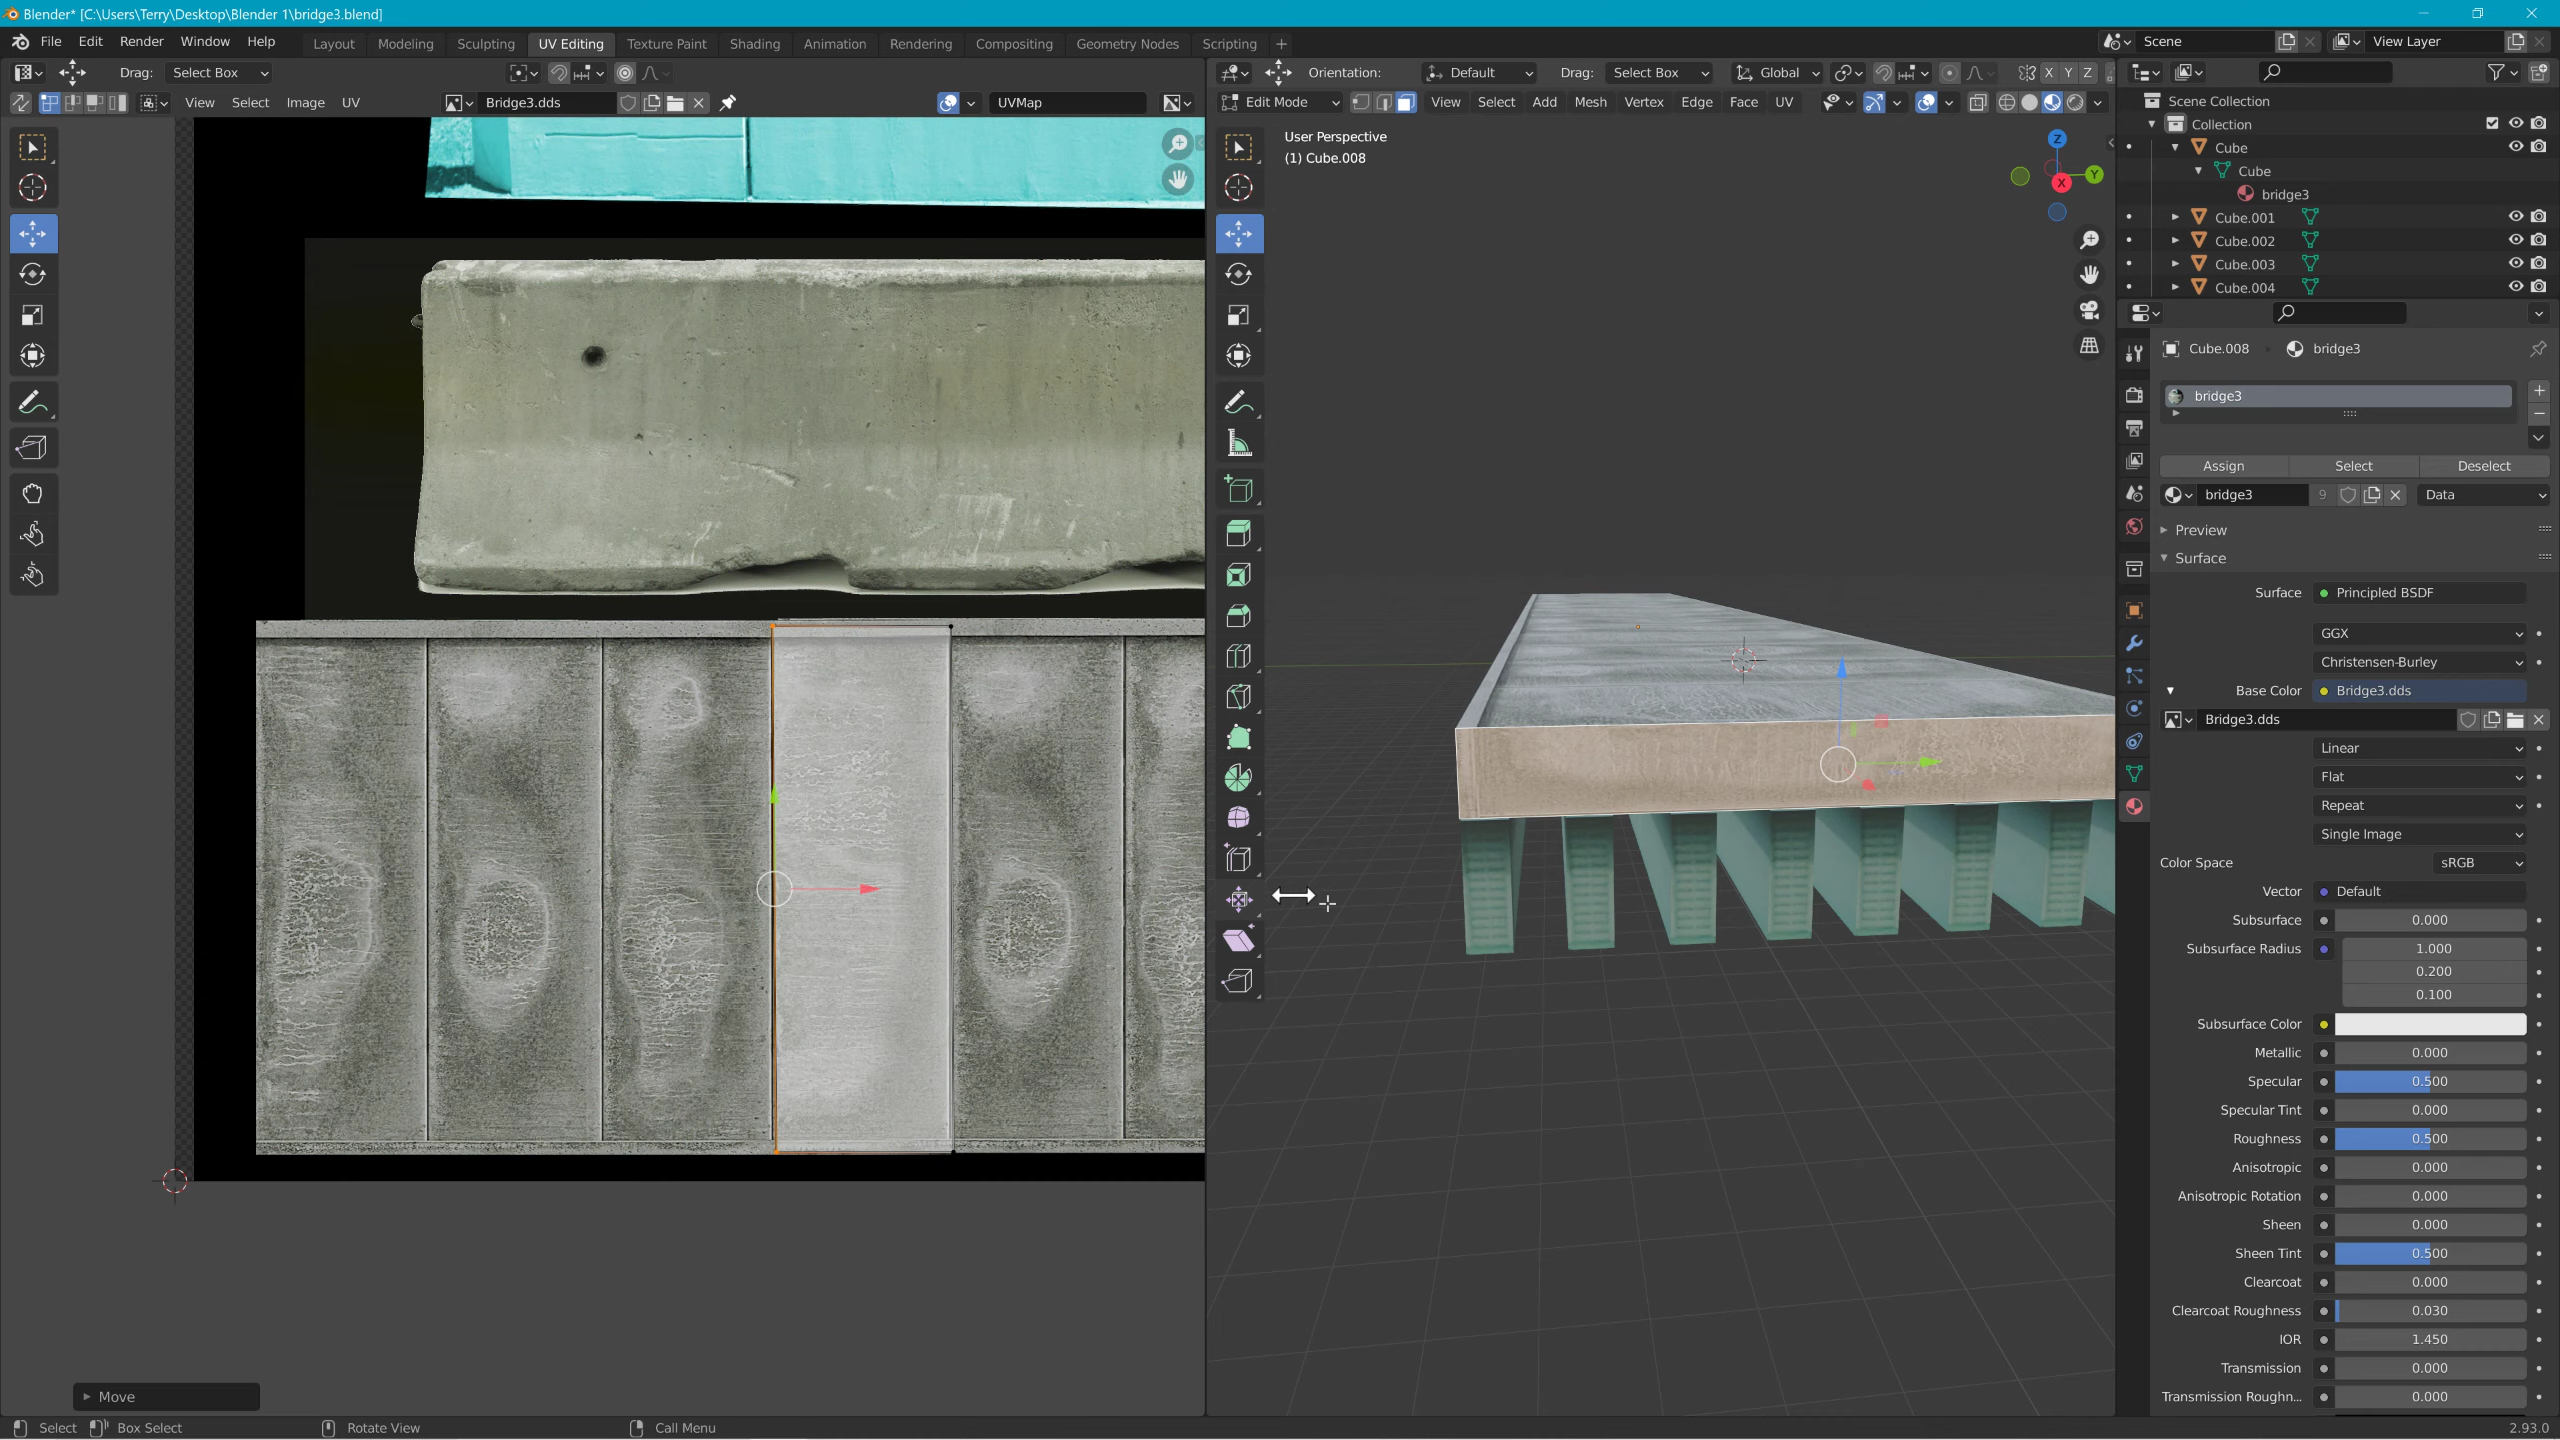 Blender* [C:\Users\Terry\Desktop\Blender 1\bridge3.blend]
File Edit Render Window Help Layout Modeling Sculpting UV Editing Texture Paint Shading Animation Rendering Compositing Geometry Nodes Scripting + Scene View Layer
Drag: Select Box
View Select Image UV Bridge3.dds UVMap
Orientation: Default Drag: Select Box Global X Y Z
Edit Mode View Select Add Mesh Vertex Edge Face UV
User Perspective
(1) Cube.008
Z
Y
X
Move
Scene Collection
Collection
Cube
Cube
bridge3
Cube.001
Cube.002
Cube.003
Cube.004
Cube.008 bridge3
bridge3
Assign Select Deselect
bridge3 9 Data
Preview
Surface
Surface Principled BSDF
GGX
Christensen-Burley
Base Color Bridge3.dds
Bridge3.dds
Linear
Flat
Repeat
Single Image
Color Space sRGB
Vector Default
Subsurface 0.000
Subsurface Radius 1.000
0.200
0.100
Subsurface Color
Metallic 0.000
Specular 0.500
Specular Tint 0.000
Roughness 0.500
Anisotropic 0.000
Anisotropic Rotation 0.000
Sheen 0.000
Sheen Tint 0.500
Clearcoat 0.000
Clearcoat Roughness 0.030
IOR 1.450
Transmission 0.000
Transmission Roughn... 0.000
Select Box Select Rotate View Call Menu 2.93.0